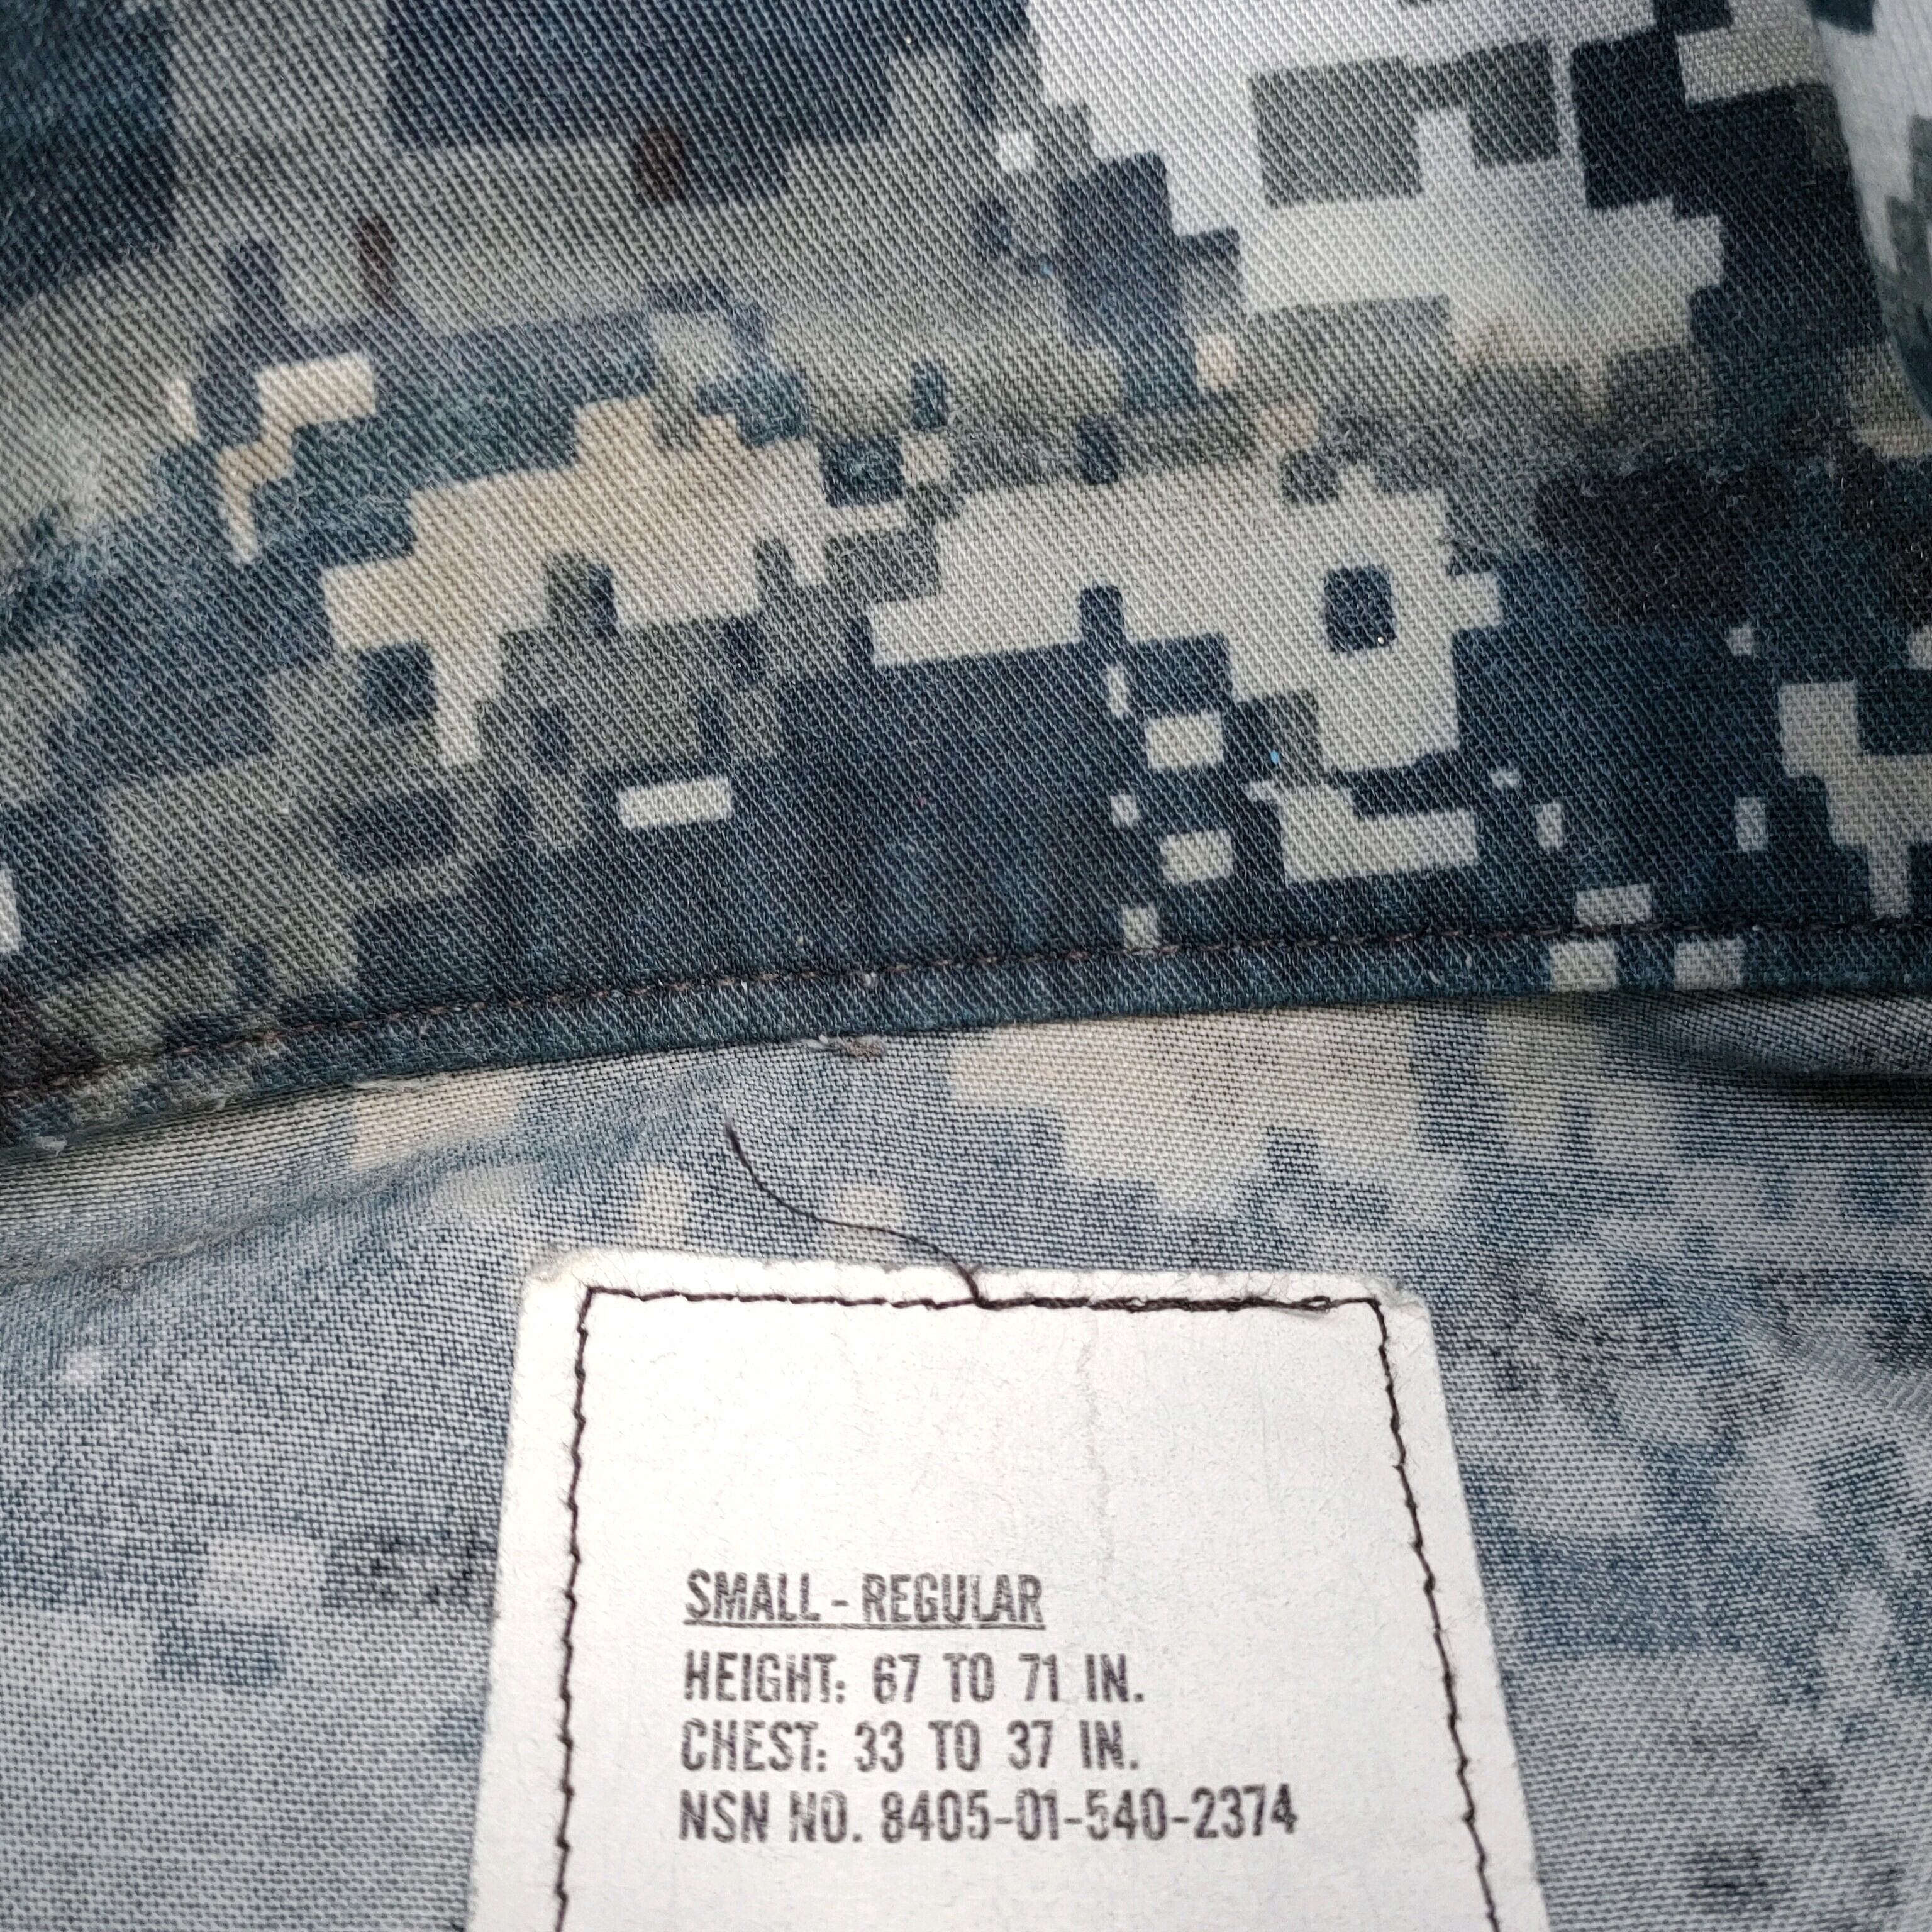 SMALL - REGULAR
HEIGHT: 67 TO 71 IN.
CHEST: 33 TO 37 IN.
NSN NO. 8405-01-540-2374